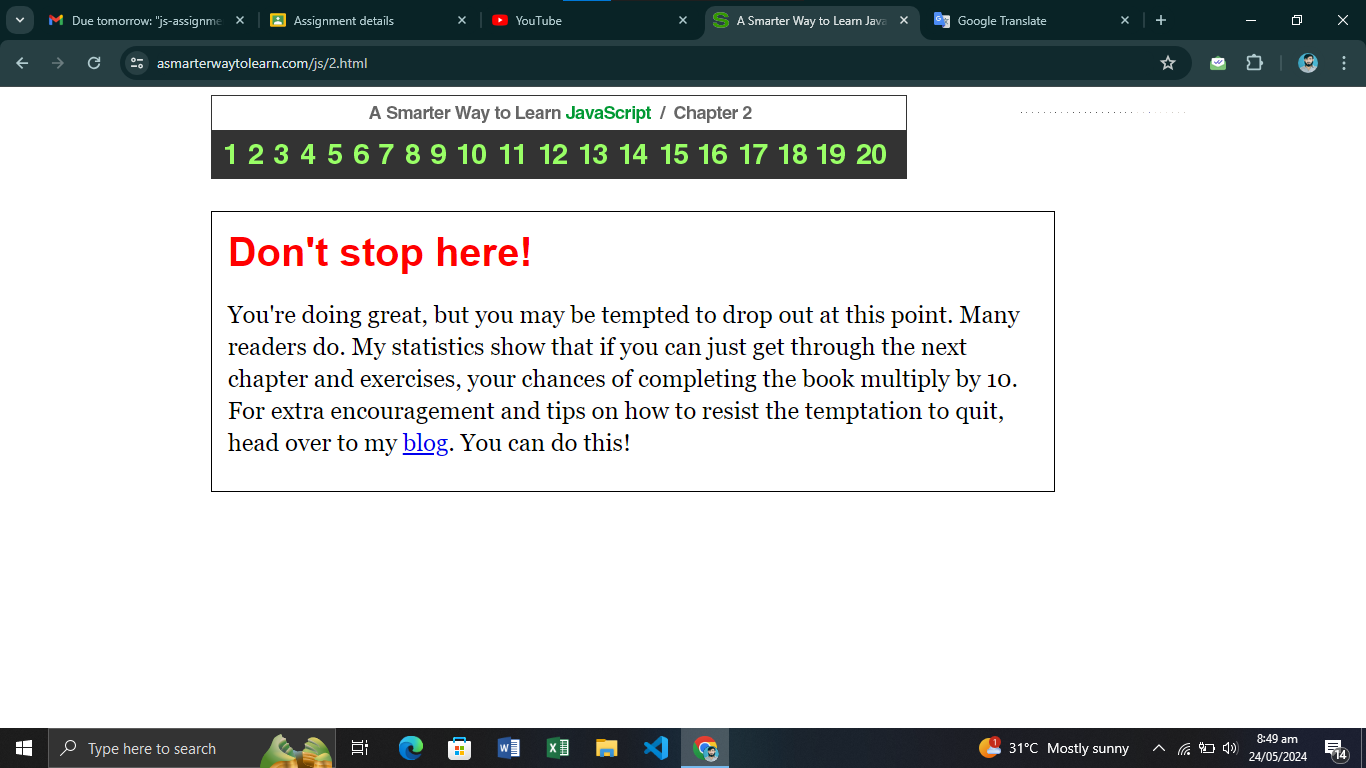 Due tomorrow: "js-assignme
Assignment details
YouTube
A Smarter Way to Learn Java
Google Translate
asmarterwaytolearn.com/js/2.html
A Smarter Way to Learn JavaScript / Chapter 2
1 2 3 4 5 6 7 8 9 10 11 12 13 14 15 16 17 18 19 20
Don't stop here!
You're doing great, but you may be tempted to drop out at this point. Many
readers do. My statistics show that if you can just get through the next
chapter and exercises, your chances of completing the book multiply by 10.
For extra encouragement and tips on how to resist the temptation to quit,
head over to my blog. You can do this!
Type here to search
1
31°C Mostly sunny
8:49 am
24/05/2024
14